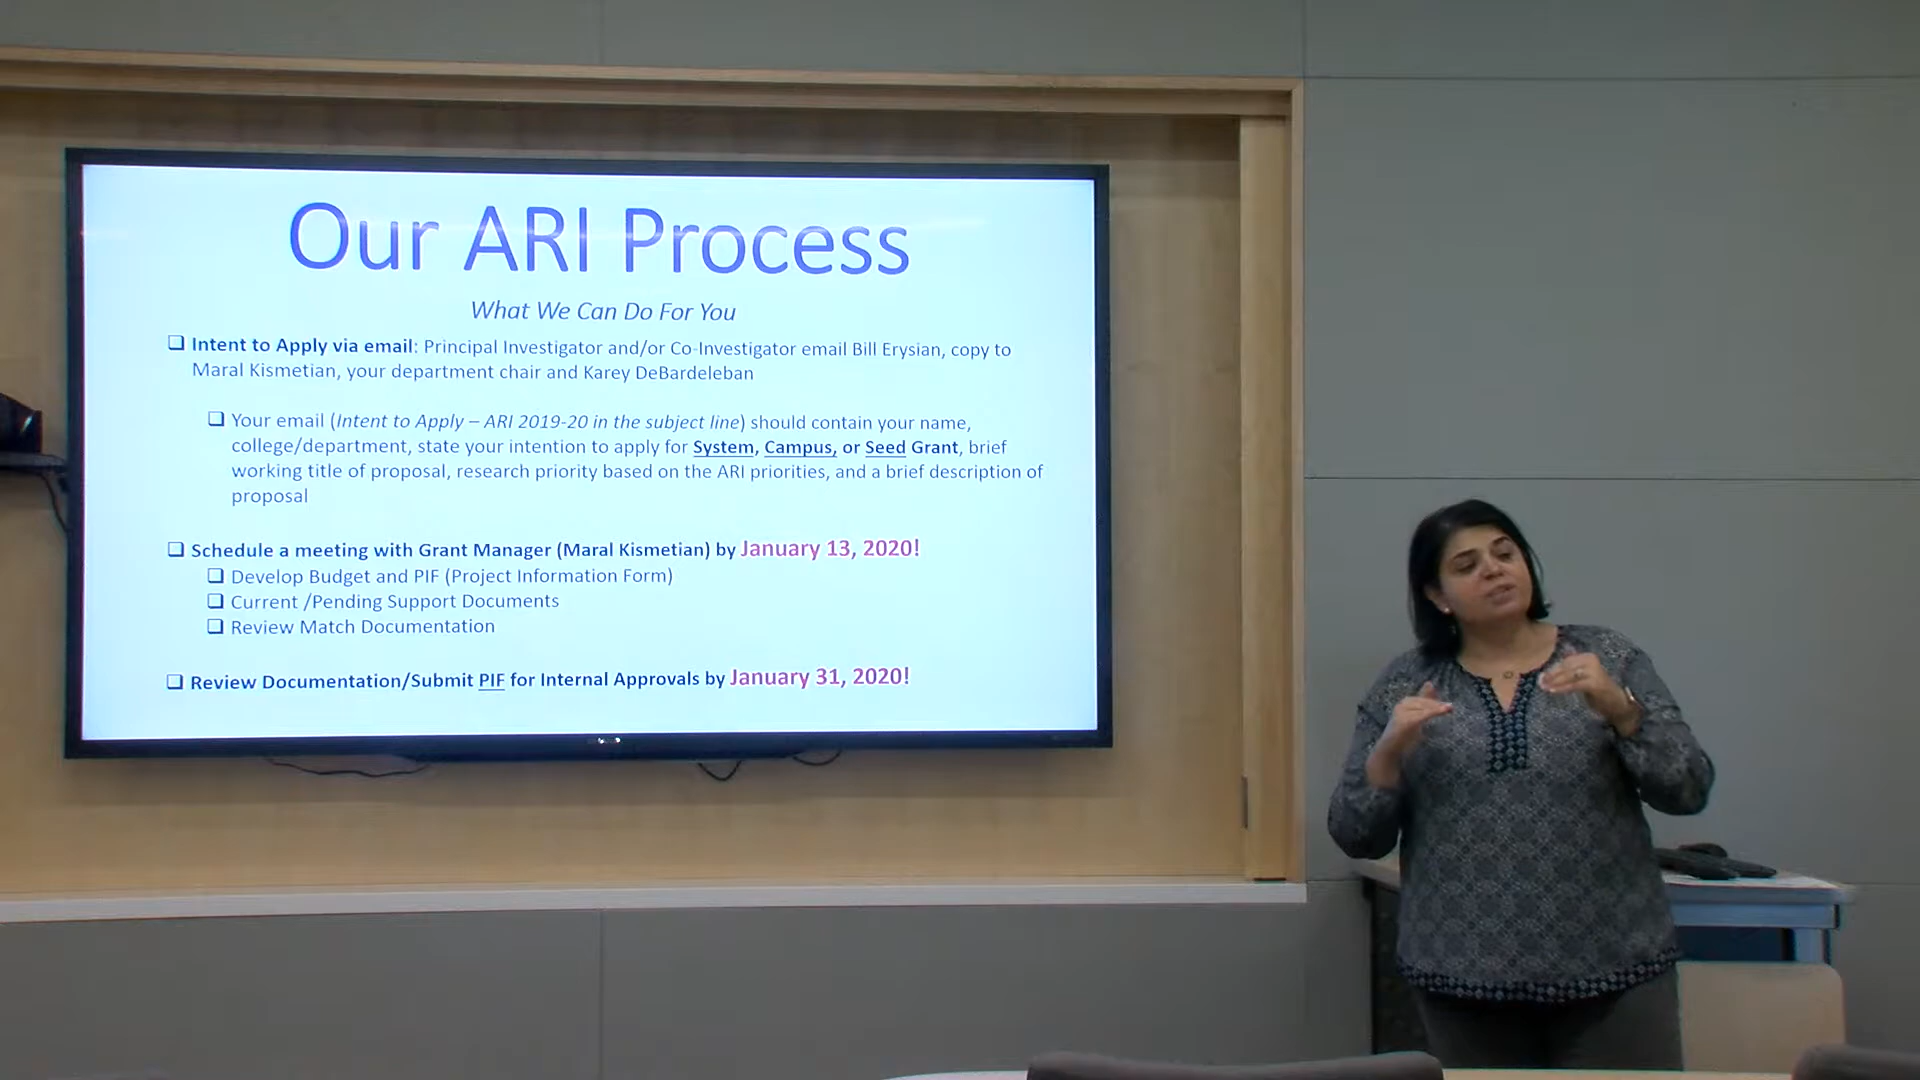 Our ARI Process
What We Can Do For You
❑ Intent to Apply via email: Principal Investigator and/or Co-Investigator email Bill Erysian, copy to
Maral Kismetian, your department chair and Karey DeBardeleban
❑ Your email (Intent to Apply – ARI 2019-20 in the subject line) should contain your name,
college/department, state your intention to apply for System, Campus, or Seed Grant, brief
working title of proposal, research priority based on the ARI priorities, and a brief description of
proposal
❑ Schedule a meeting with Grant Manager (Maral Kismetian) by January 13, 2020!
❑ Develop Budget and PIF (Project Information Form)
❑ Current /Pending Support Documents
❑ Review Match Documentation
❑ Review Documentation/Submit PIF for Internal Approvals by January 31, 2020!